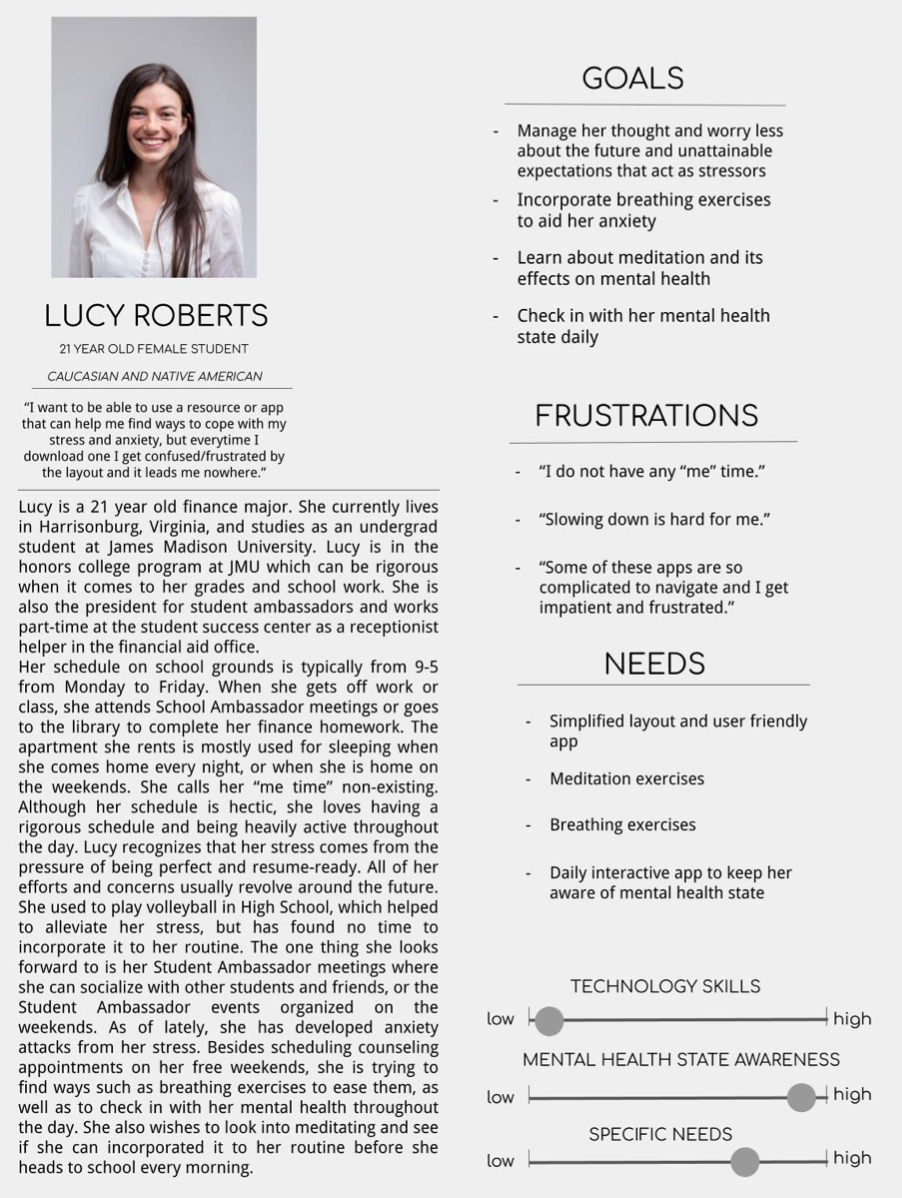 LUCY ROBERTS
21 YEAR OLD FEMALE STUDENT
CAUCASIAN AND NATIVE AMERICAN
“I want to be able to use a resource or app
that can help me find ways to cope with my
stress and anxiety, but everytime I
download one I get confused/frustrated by
the layout and it leads me nowhere.”
Lucy is a 21 year old finance major. She currently lives
in Harrisonburg, Virginia, and studies as an undergrad
student at James Madison University. Lucy is in the
honors college program at JMU which can be rigorous
when it comes to her grades and school work. She is
also the president for student ambassadors and works
part-time at the student success center as a receptionist
helper in the financial aid office.
Her schedule on school grounds is typically from 9-5
from Monday to Friday. When she gets off work or
class, she attends School Ambassador meetings or goes
to the library to complete her finance homework. The
apartment she rents is mostly used for sleeping when
she comes home every night, or when she is home on
the weekends. She calls her “me time” non-existing.
Although her schedule is hectic, she loves having a
rigorous schedule and being heavily active throughout
the day. Lucy recognizes that her stress comes from the
pressure of being perfect and resume-ready. All of her
efforts and concerns usually revolve around the future.
She used to play volleyball in High School, which helped
to alleviate her stress, but has found no time to
incorporate it to her routine. The one thing she looks
forward to is her Student Ambassador meetings where
she can socialize with other students and friends, or the
Student Ambassador events organized on the
weekends. As of lately, she has developed anxiety
attacks from her stress. Besides scheduling counseling
appointments on her free weekends, she is trying to
find ways such as breathing exercises to ease them, as
well as to check in with her mental health throughout
the day. She also wishes to look into meditating and see
if she can incorporated it to her routine before she
heads to school every morning.
GOALS
- Manage her thought and worry less
about the future and unattainable
expectations that act as stressors
- Incorporate breathing exercises
to aid her anxiety
- Learn about meditation and its
effects on mental health
- Check in with her mental health
state daily
FRUSTRATIONS
- “I do not have any “me” time.”
- “Slowing down is hard for me.”
- “Some of these apps are so
complicated to navigate and I get
impatient and frustrated.”
NEEDS
- Simplified layout and user friendly
app
- Meditation exercises
- Breathing exercises
- Daily interactive app to keep her
aware of mental health state
TECHNOLOGY SKILLS
low high
MENTAL HEALTH STATE AWARENESS
low high
SPECIFIC NEEDS
low high